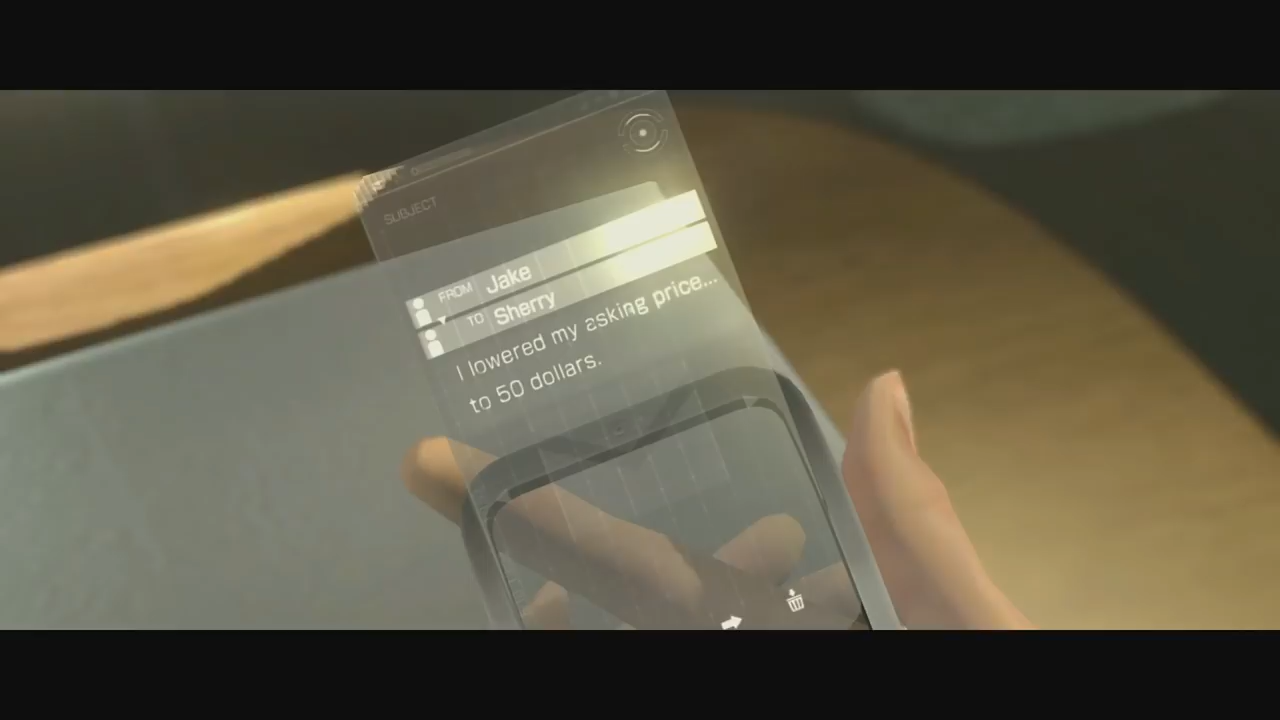 SUBJECT
FROM Jake
TO Sherry
I lowered my asking price...
to 50 dollars.